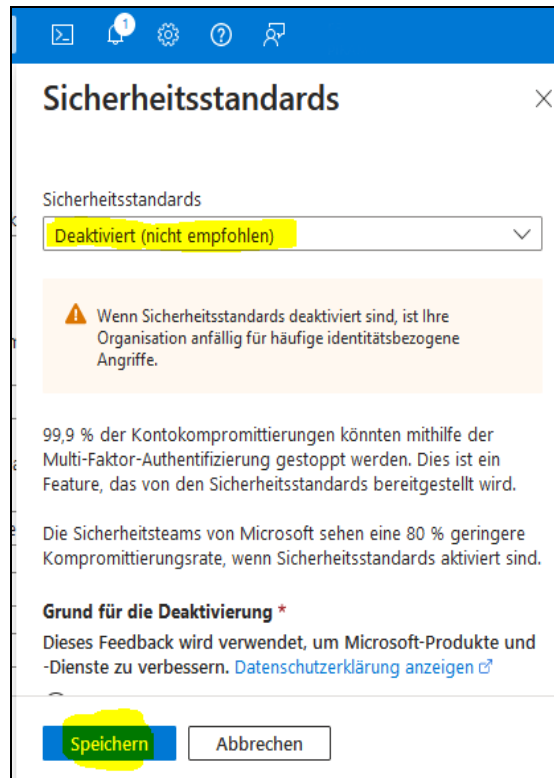 1
Sicherheitsstandards
Sicherheitsstandards
Deaktiviert (nicht empfohlen)
Wenn Sicherheitsstandards deaktiviert sind, ist Ihre
Organisation anfällig für häufige identitätsbezogene
Angriffe.
99,9 % der Kontokompromittierungen könnten mithilfe der
Multi-Faktor-Authentifizierung gestoppt werden. Dies ist ein
Feature, das von den Sicherheitsstandards bereitgestellt wird.
Die Sicherheitsteams von Microsoft sehen eine 80 % geringere
Kompromittierungsrate, wenn Sicherheitsstandards aktiviert sind.
Grund für die Deaktivierung *
Dieses Feedback wird verwendet, um Microsoft-Produkte und
-Dienste zu verbessern. Datenschutzerklärung anzeigen
Speichern Abbrechen